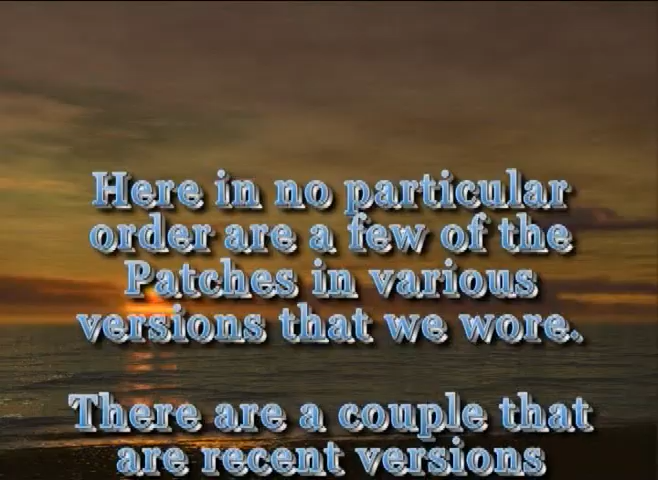 Here in no particular
order are a few of the
Patches in various
versions that we wore.
There are a couple that
are recent versions